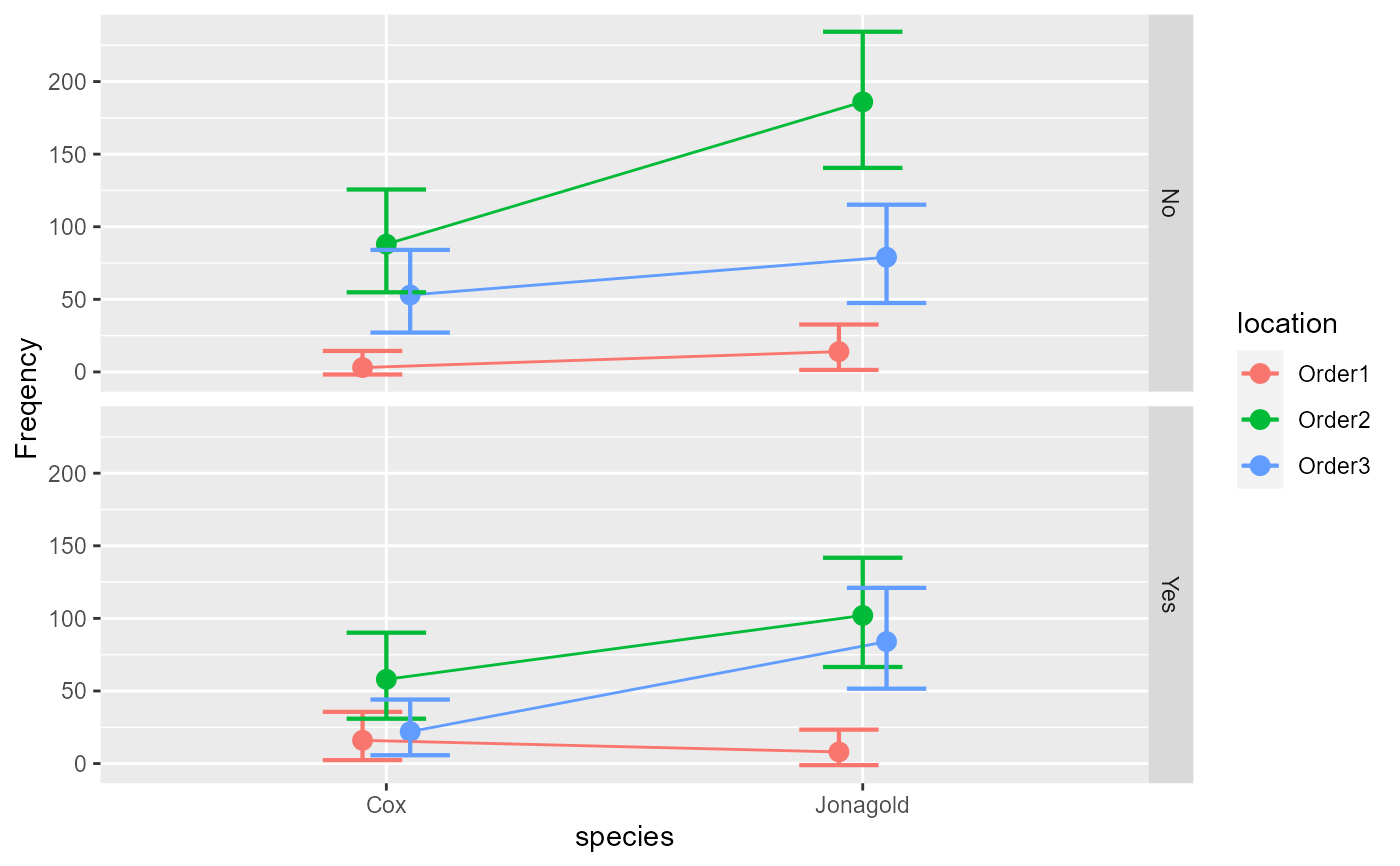 Freqency
200
150
100
50
0
No
200
150
100
50
0
Yes
Cox Jonagold
species
location
Order1
Order2
Order3